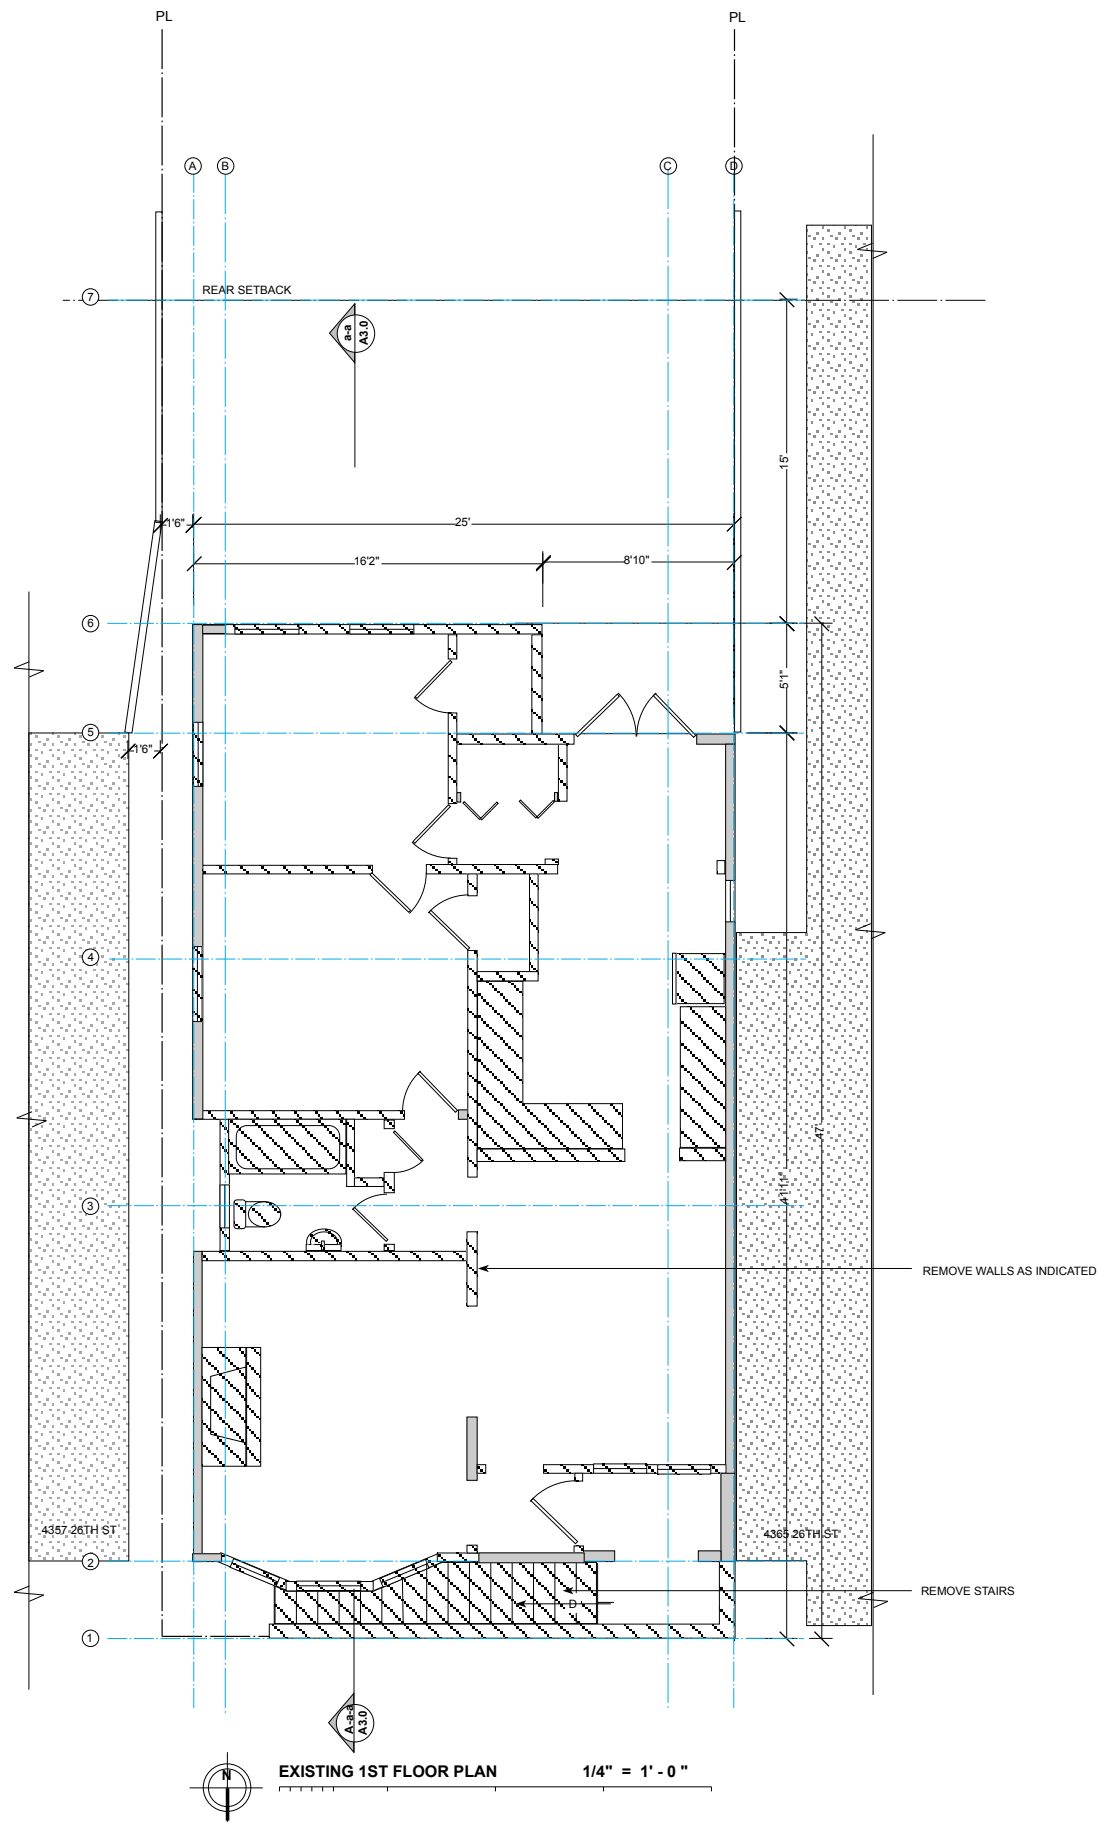 PL
PL
A
B
C
D
7
REAR SETBACK
a-a
A3.0
15'
1'6"
25'
16'2"
8'10"
6
5'1"
5
1'6"
4
47'
41'11"
3
REMOVE WALLS AS INDICATED
4357 26TH ST
4365 26TH ST
2
REMOVE STAIRS
D
1
A-a-a
A3.0
N
EXISTING 1ST FLOOR PLAN 1/4" = 1' - 0 "